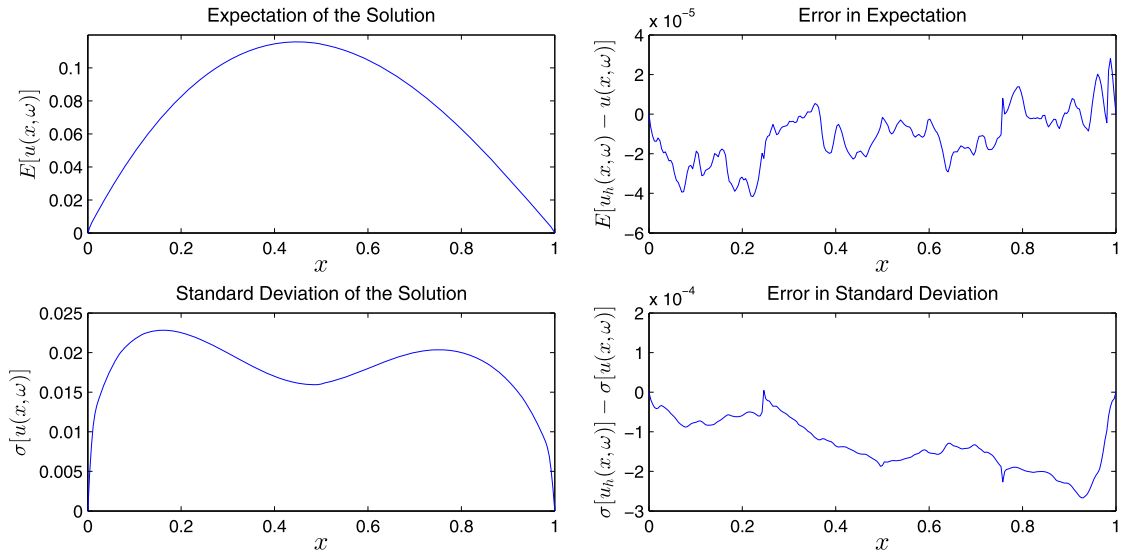 Expectation of the Solution
E[u(x, ω)]
0.1
0.08
0.06
0.04
0.02
0
0 0.2 0.4 0.6 0.8 1
x
Error in Expectation
x 10⁻⁵
E[u_h(x, ω) − u(x, ω)]
4
2
0
−2
−4
−6
0 0.2 0.4 0.6 0.8 1
x
Standard Deviation of the Solution
σ[u(x, ω)]
0.025
0.02
0.015
0.01
0.005
0
0 0.2 0.4 0.6 0.8 1
x
Error in Standard Deviation
x 10⁻⁴
σ[u_h(x, ω)] − σ[u(x, ω)]
2
1
0
−1
−2
−3
0 0.2 0.4 0.6 0.8 1
x